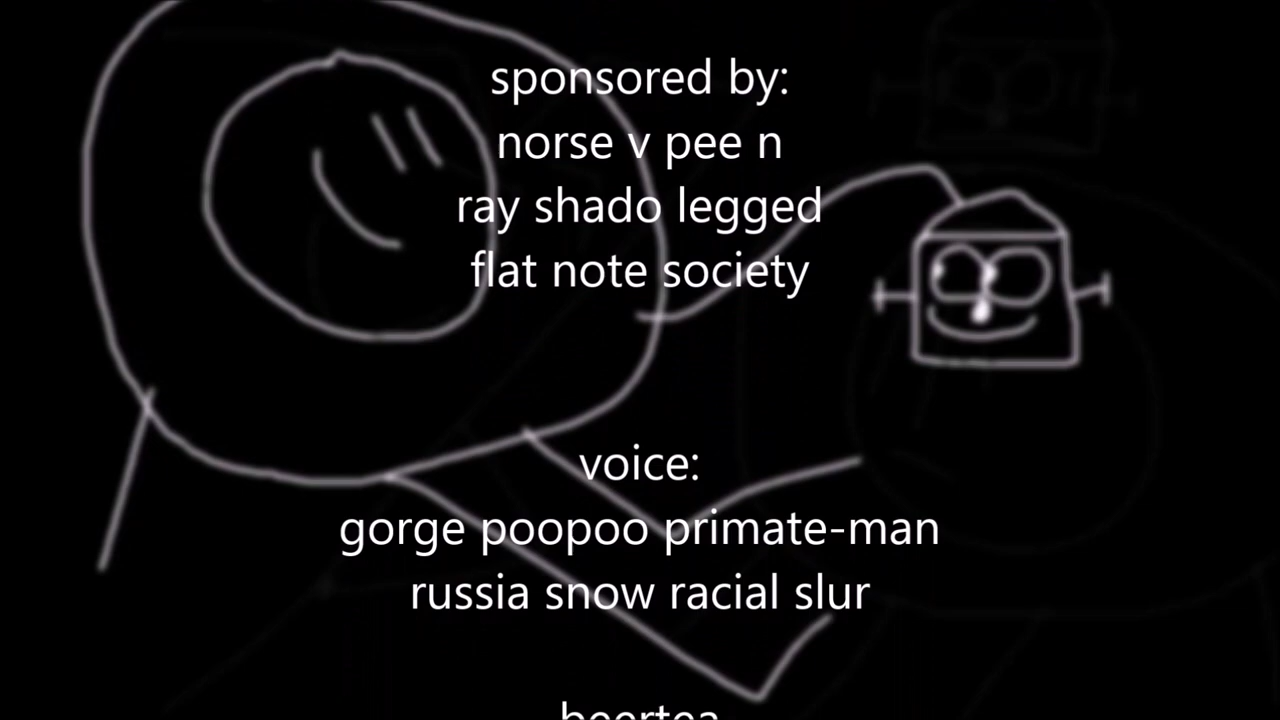 sponsored by:
norse v pee n
ray shado legged
flat note society
voice:
gorge poopoo primate-man
russia snow racial slur
beertea